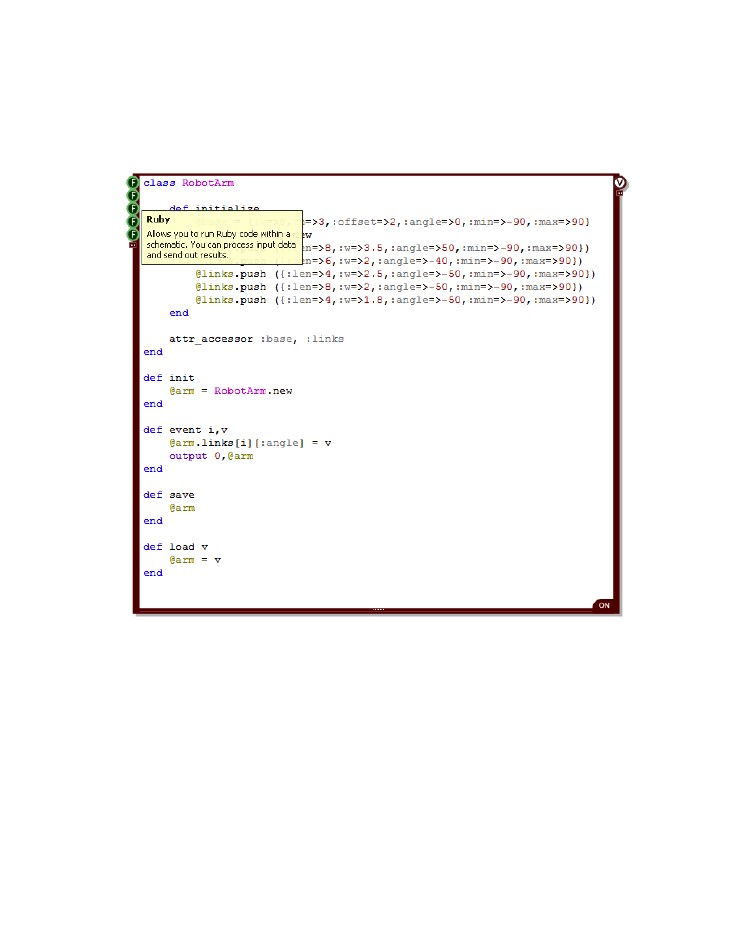 class RobotArm
def initialize
=>3,:offset=>2,:angle=>0,:min=>-90,:max=>90}
Ruby
Allows you to run Ruby code within a
schematic. You can process input data
and send out results.
=>8,:w=>3.5,:angle=>50,:min=>-90,:max=>90})
=>6,:w=>2,:angle=>-40,:min=>-90,:max=>90})
@links.push ({:len=>4,:w=>2.5,:angle=>-50,:min=>-90,:max=>90})
@links.push ({:len=>8,:w=>2,:angle=>-50,:min=>-90,:max=>90})
@links.push ({:len=>4,:w=>1.8,:angle=>-50,:min=>-90,:max=>90})
end
attr_accessor :base, :links
end
def init
@arm = RobotArm.new
end
def event i,v
@arm.links[i][:angle] = v
output 0,@arm
end
def save
@arm
end
def load v
@arm = v
end
F
F
F
F
F
V
ON